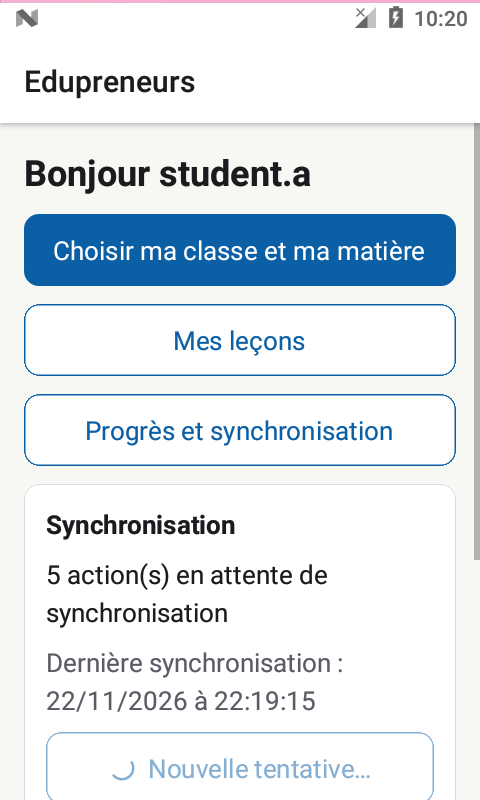 10:20
Edupreneurs
Bonjour student.a
Choisir ma classe et ma matière
Mes leçons
Progrès et synchronisation
Synchronisation
5 action(s) en attente de
synchronisation
Dernière synchronisation :
22/11/2026 à 22:19:15
Nouvelle tentative…